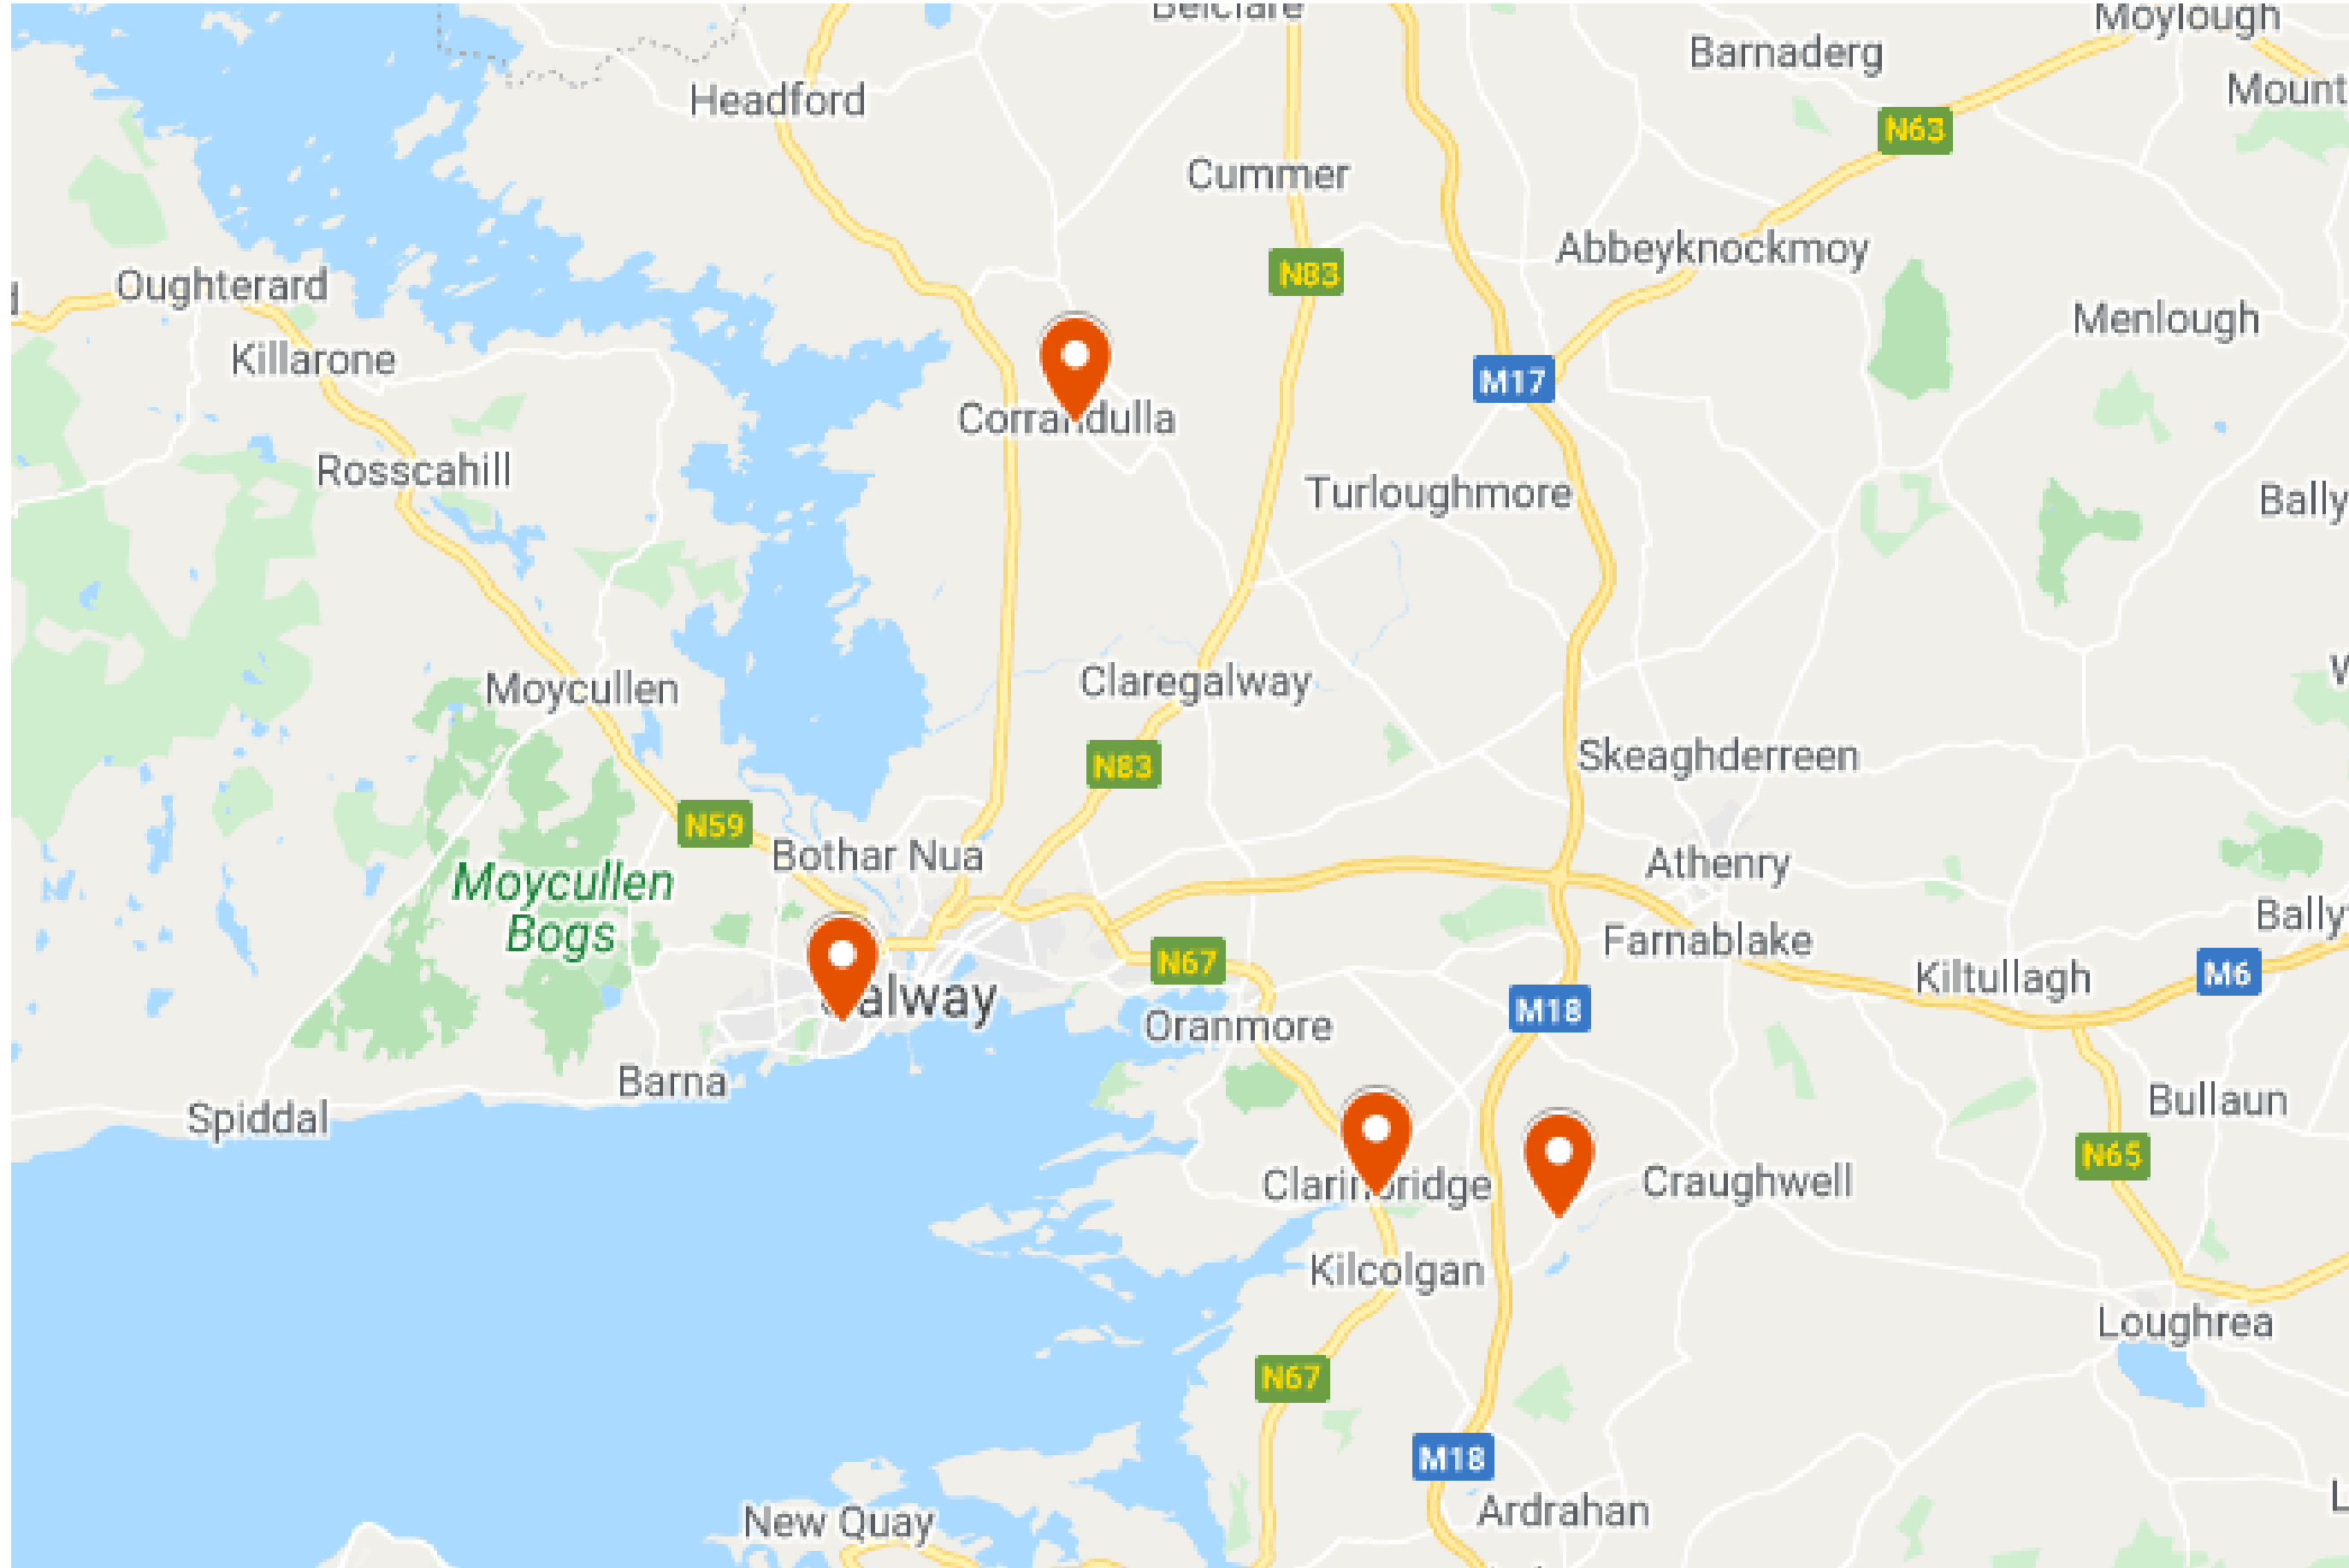 Belclare
Moylough
Barnaderg
Mount
Headford
N63
Cummer
Abbeyknockmoy
N83
Oughterard
Menlough
Killarone
M17
Corrandulla
Rosscahill
Turloughmore
Bally
Claregalway
Moycullen
Skeaghderreen
N83
N59
Bothar Nua
Athenry
Moycullen
Bogs
Bally
Farnablake
N67
M6
Kiltullagh
alway
M18
Oranmore
Barna
Bullaun
Spiddal
N65
Craughwell
Clarinbridge
Kilcolgan
Loughrea
N67
M18
Ardrahan
New Quay